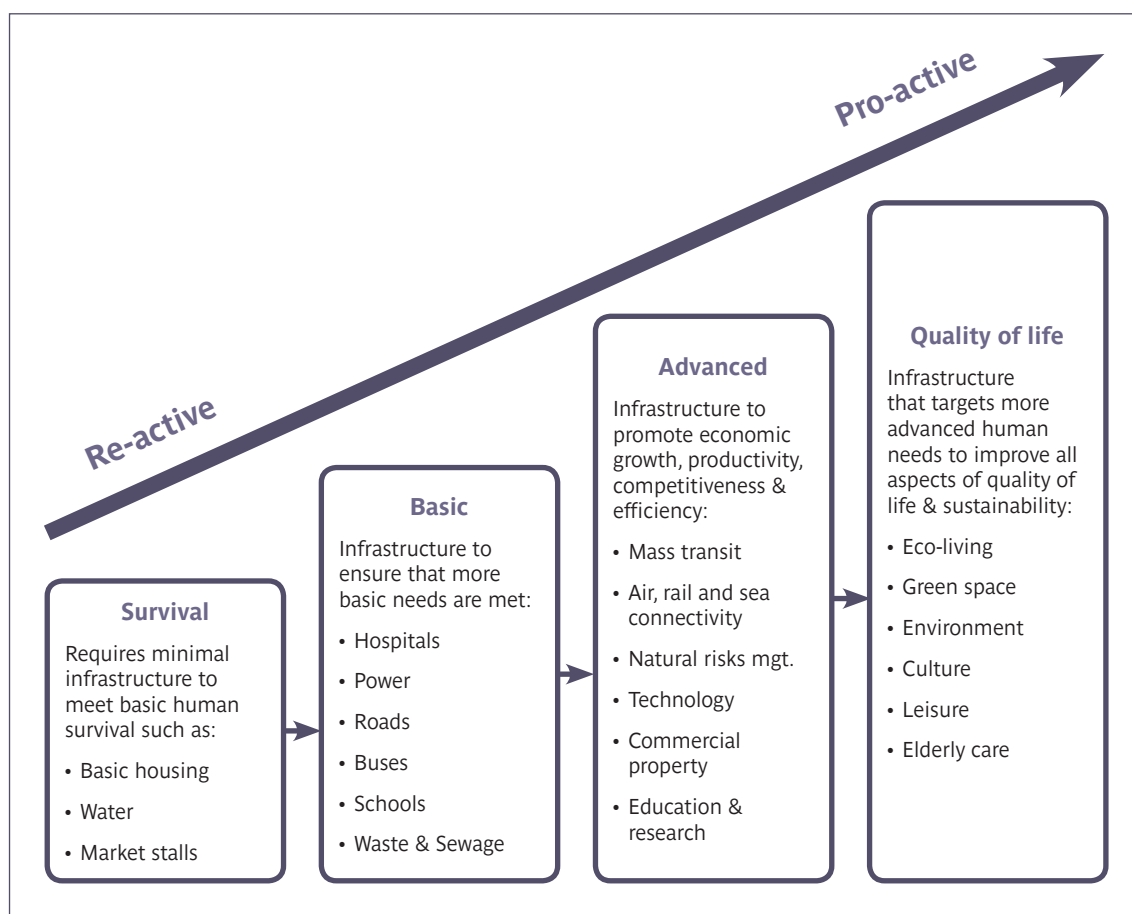 Pro-active
Re-active
Survival
Requires minimal
infrastructure to
meet basic human
survival such as:
• Basic housing
• Water
• Market stalls
Basic
Infrastructure to
ensure that more
basic needs are met:
• Hospitals
• Power
• Roads
• Buses
• Schools
• Waste & Sewage
Advanced
Infrastructure to
promote economic
growth, productivity,
competitiveness &
efficiency:
• Mass transit
• Air, rail and sea
connectivity
• Natural risks mgt.
• Technology
• Commercial
property
• Education &
research
Quality of life
Infrastructure
that targets more
advanced human
needs to improve all
aspects of quality of
life & sustainability:
• Eco-living
• Green space
• Environment
• Culture
• Leisure
• Elderly care